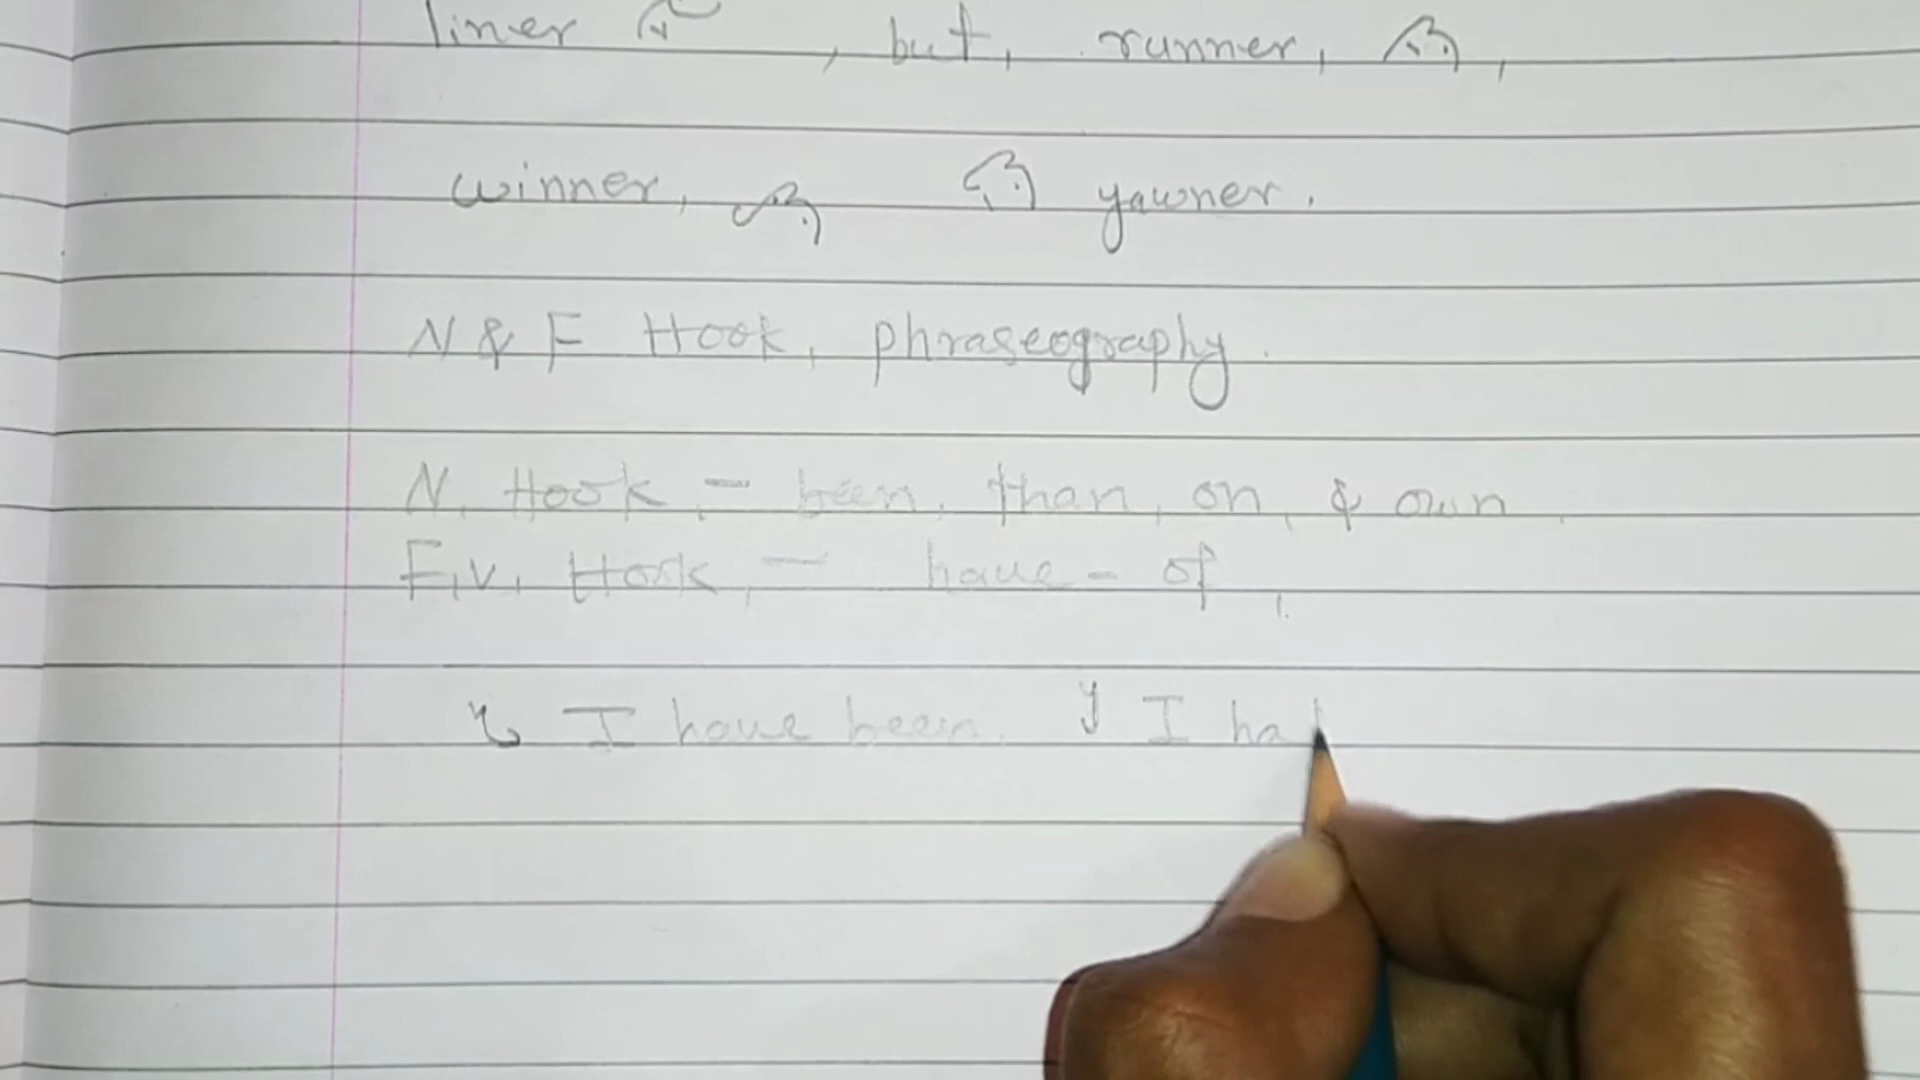 liner , but, runner, ,
winner, yawner.
N & F Hook, phraseography.
N. Hook, - been, than, on, & own.
F,V, Hook, - have - of,
I have been. I ha